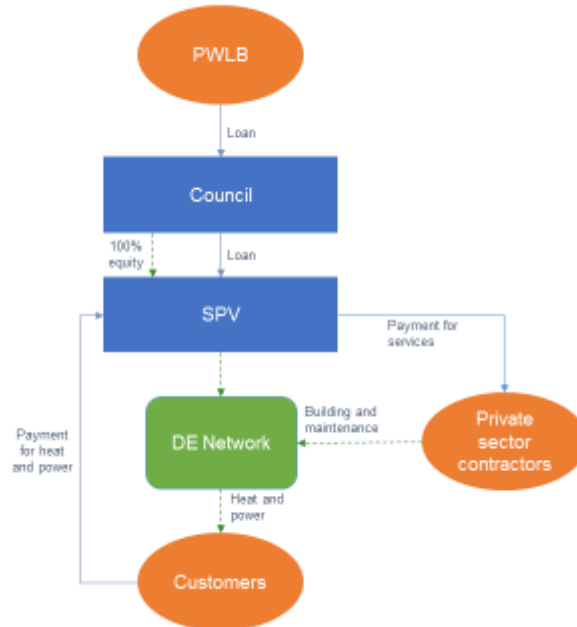 PWLB
Loan
Council
100%
equity
Loan
SPV
Payment for
services
Payment
for heat
and power
DE Network
Building and
maintenance
Private
sector
contractors
Heat and
power
Customers